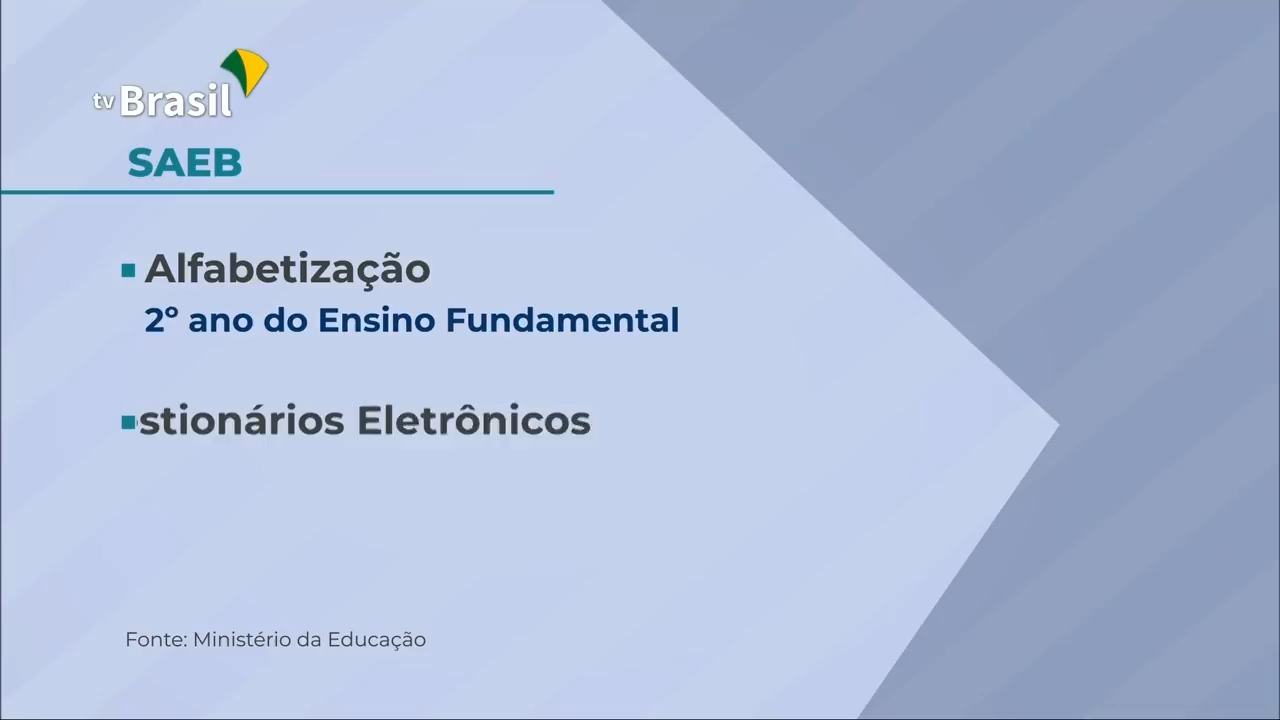 tv Brasil
SAEB
Alfabetização
2º ano do Ensino Fundamental
stionários Eletrônicos
Fonte: Ministério da Educação